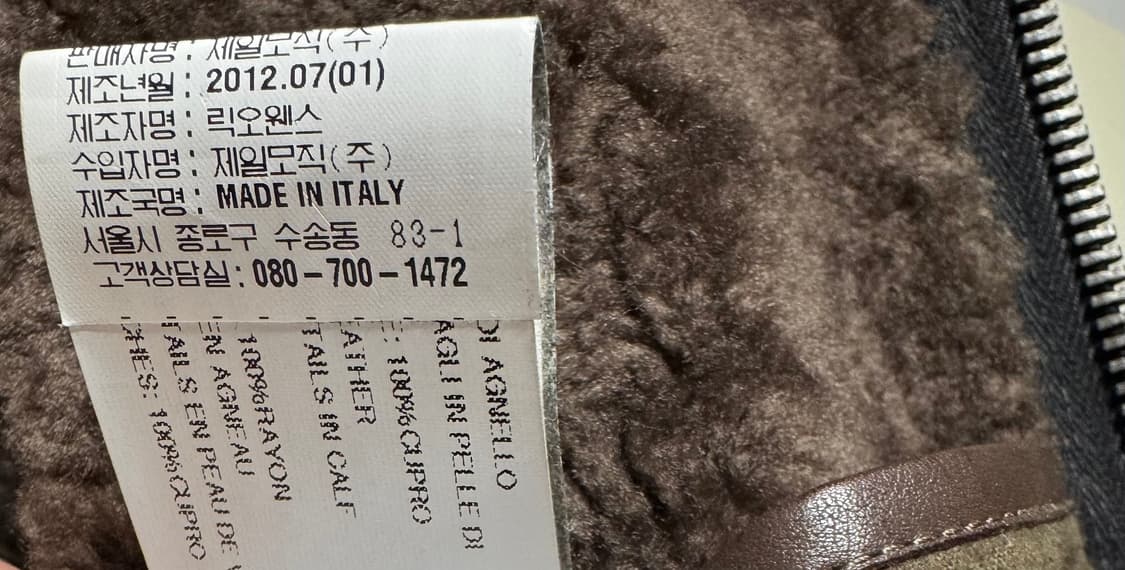 판매자명 : 제일모직(주)
제조년월 : 2012.07(01)
제조자명 : 릭오웬스
수입자명 : 제일모직(주)
제조국명 : MADE IN ITALY
서울시 종로구 수송동 83-1
고객상담실 : 080-700-1472
DI AGNELLO
AGLI IN PELLE DI
: 100% CUPRO
EATHER
TAILS IN CALF
100% RAYON
EN AGNEAU
TAILS EN PEAU DE
HES: 100% CUPRO